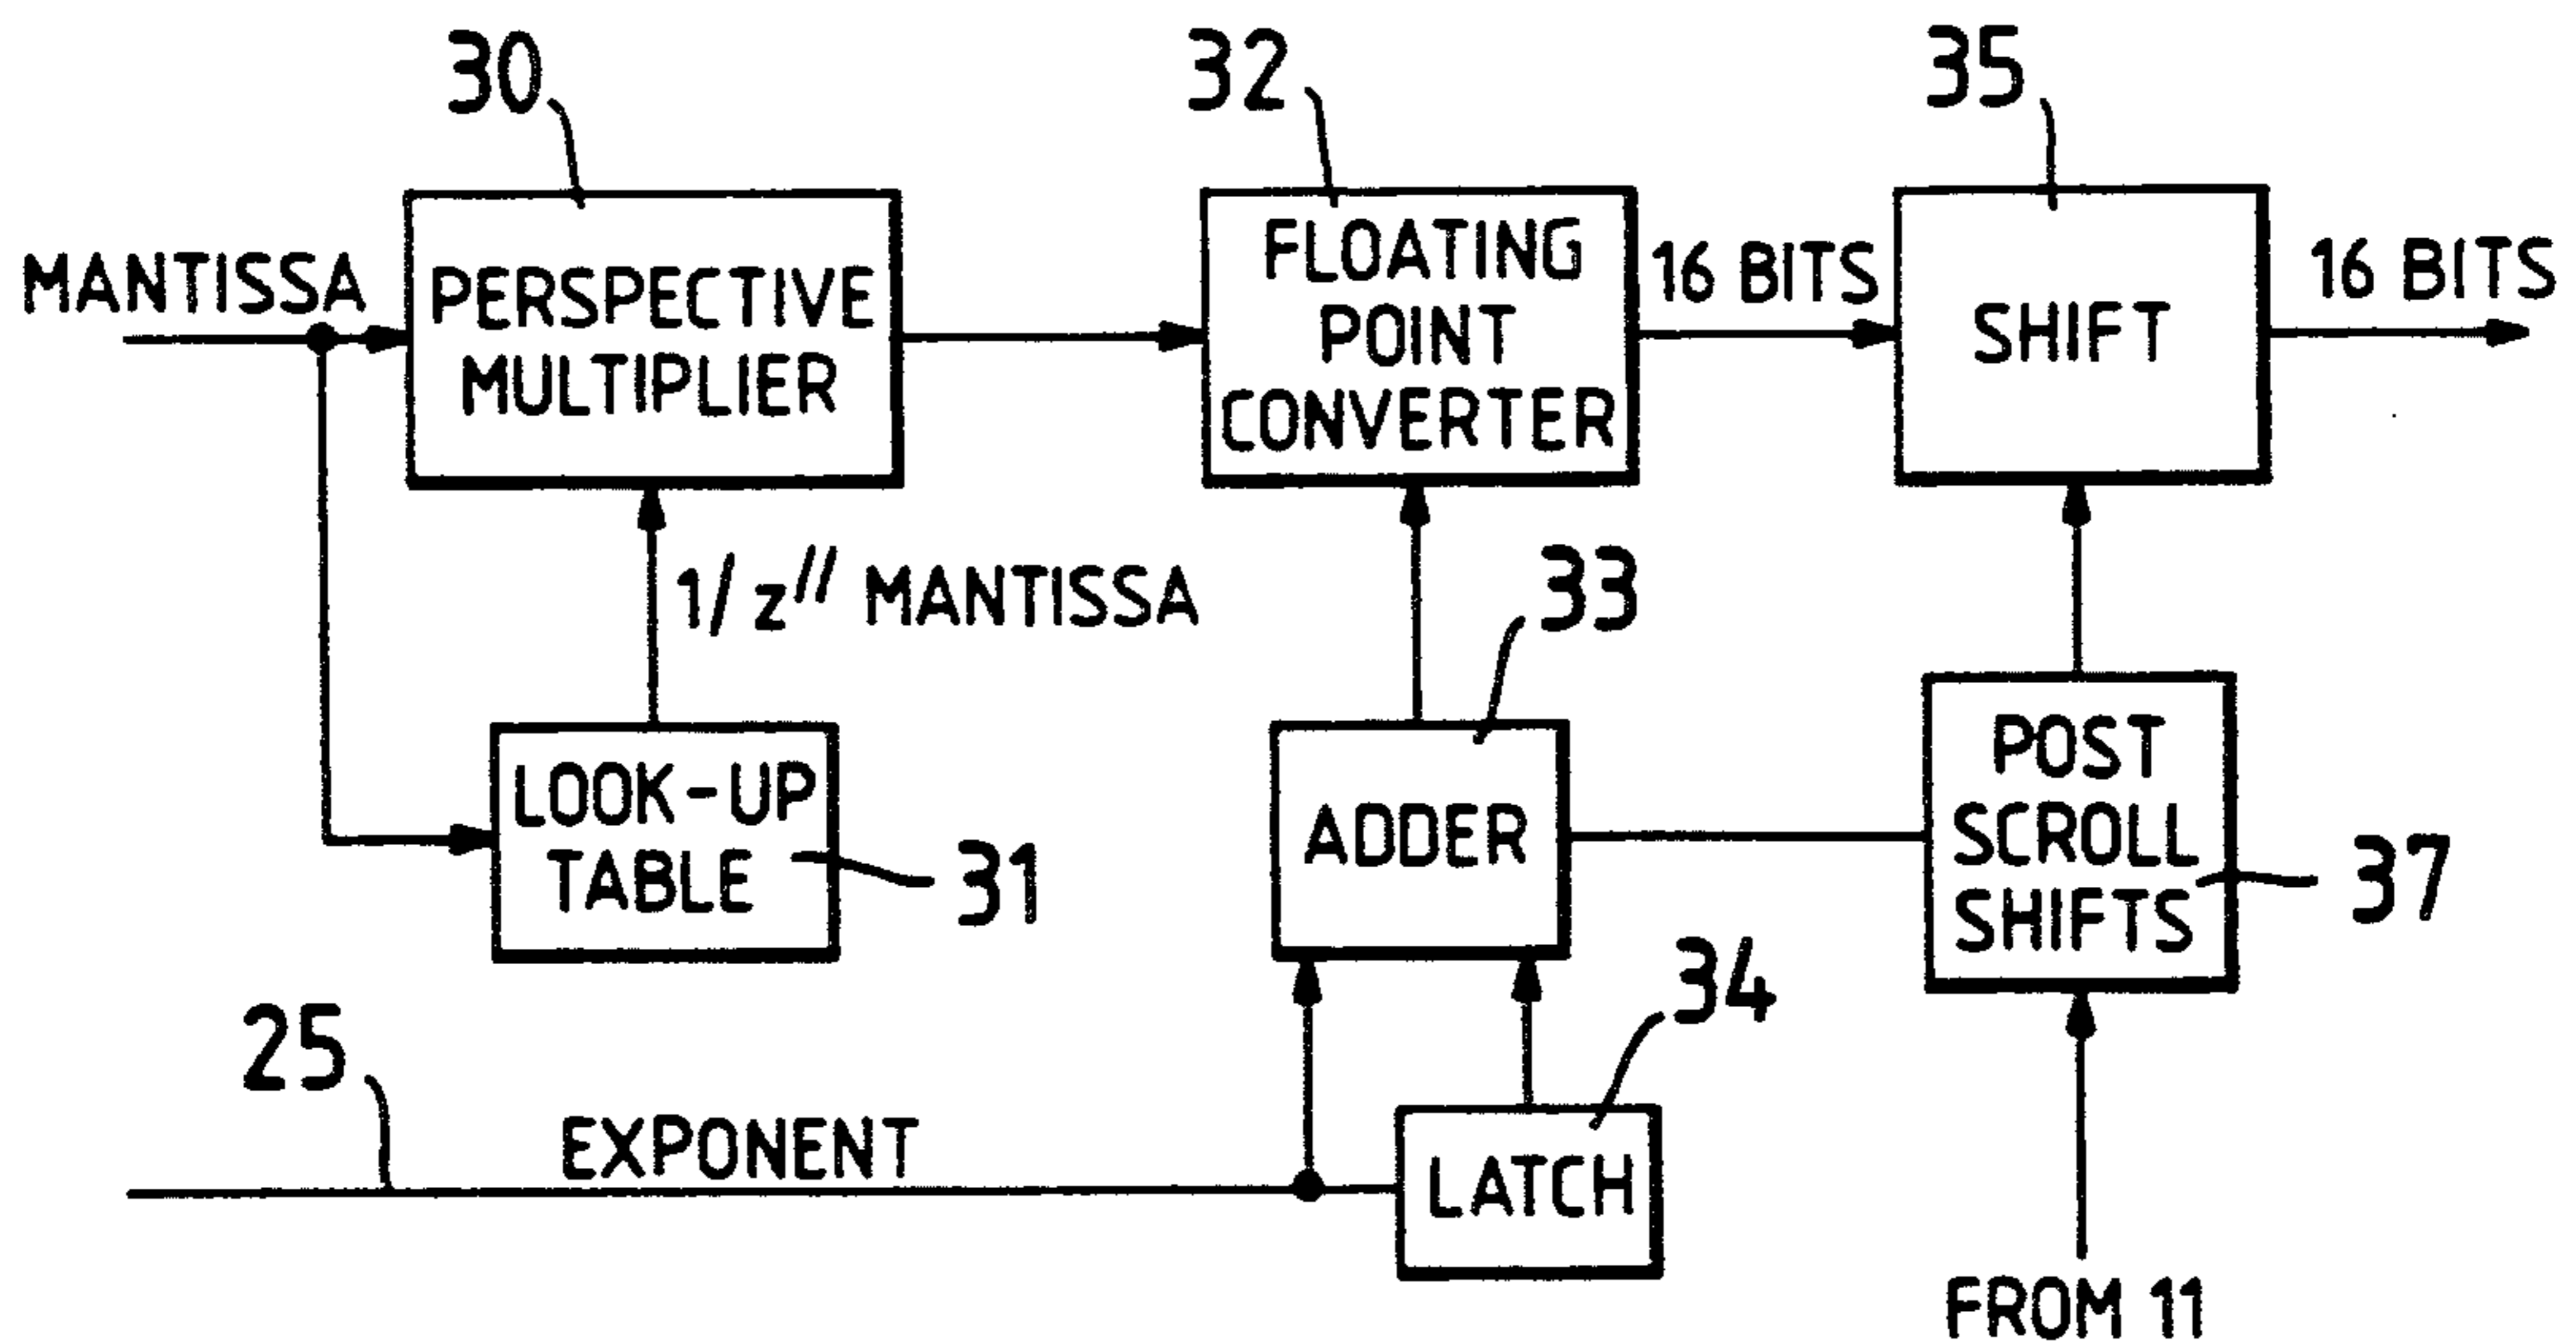 30
32
35
MANTISSA
PERSPECTIVE
MULTIPLIER
FLOATING
POINT
CONVERTER
16 BITS
SHIFT
16 BITS
1/z″ MANTISSA
33
LOOK-UP
TABLE
31
ADDER
POST
SCROLL
SHIFTS
37
34
25
EXPONENT
LATCH
FROM 11